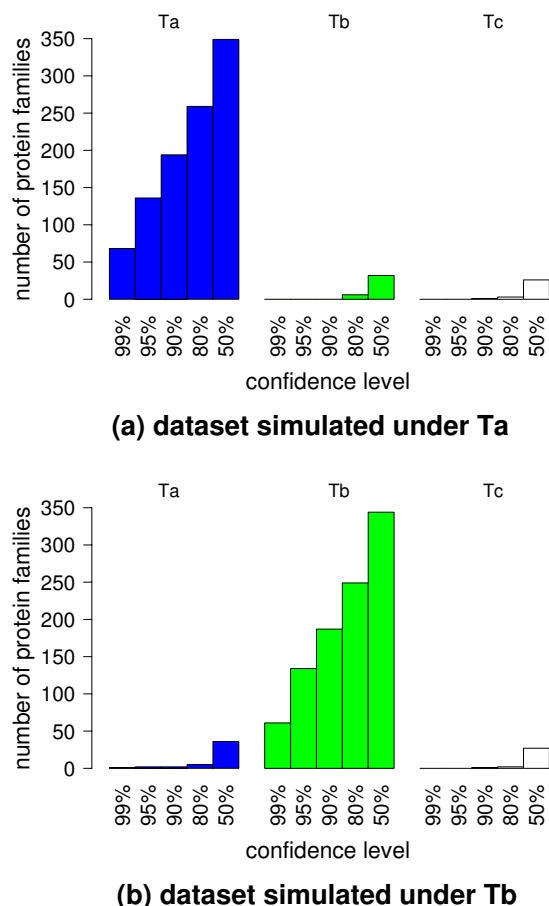 Ta Tb Tc
number of protein families
350
300
250
200
150
100
50
0
99% 95% 90% 80% 50% 99% 95% 90% 80% 50% 99% 95% 90% 80% 50%
confidence level
(a) dataset simulated under Ta
Ta Tb Tc
number of protein families
350
300
250
200
150
100
50
0
99% 95% 90% 80% 50% 99% 95% 90% 80% 50% 99% 95% 90% 80% 50%
confidence level
(b) dataset simulated under Tb